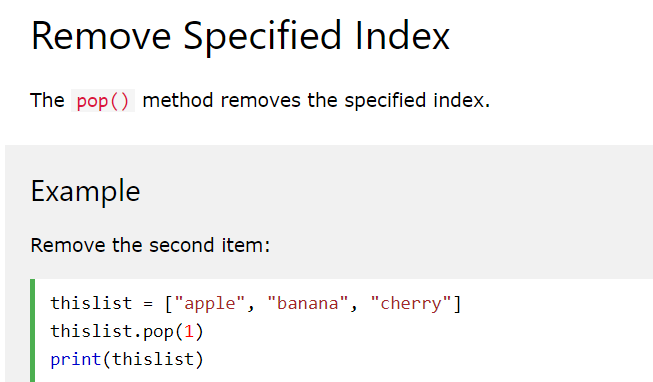 Remove Specified Index
The pop() method removes the specified index.
Example
Remove the second item:
thislist = ["apple", "banana", "cherry"]
thislist.pop(1)
print(thislist)